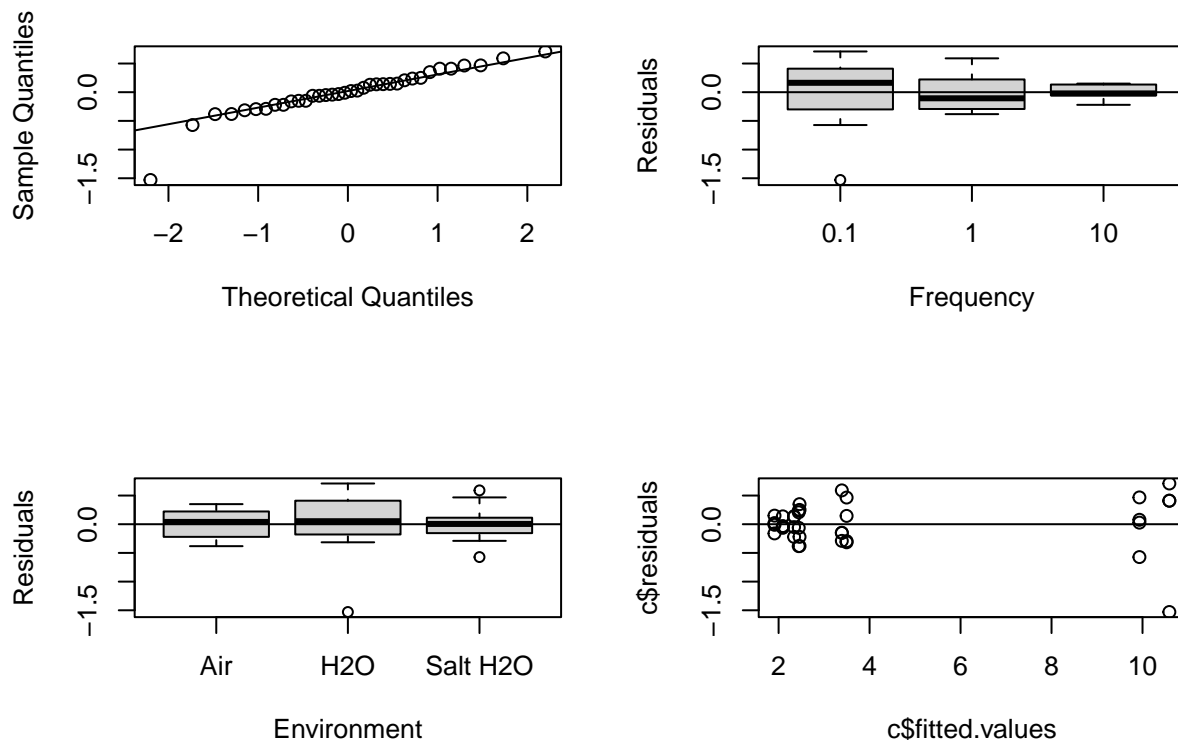 Sample Quantiles
0.0
−1.5
−2
−1
0
1
2
Theoretical Quantiles
Residuals
0.0
−1.5
0.1
1
10
Frequency
Residuals
0.0
−1.5
Air
H2O
Salt H2O
Environment
c$residuals
0.0
−1.5
2
4
6
8
10
c$fitted.values